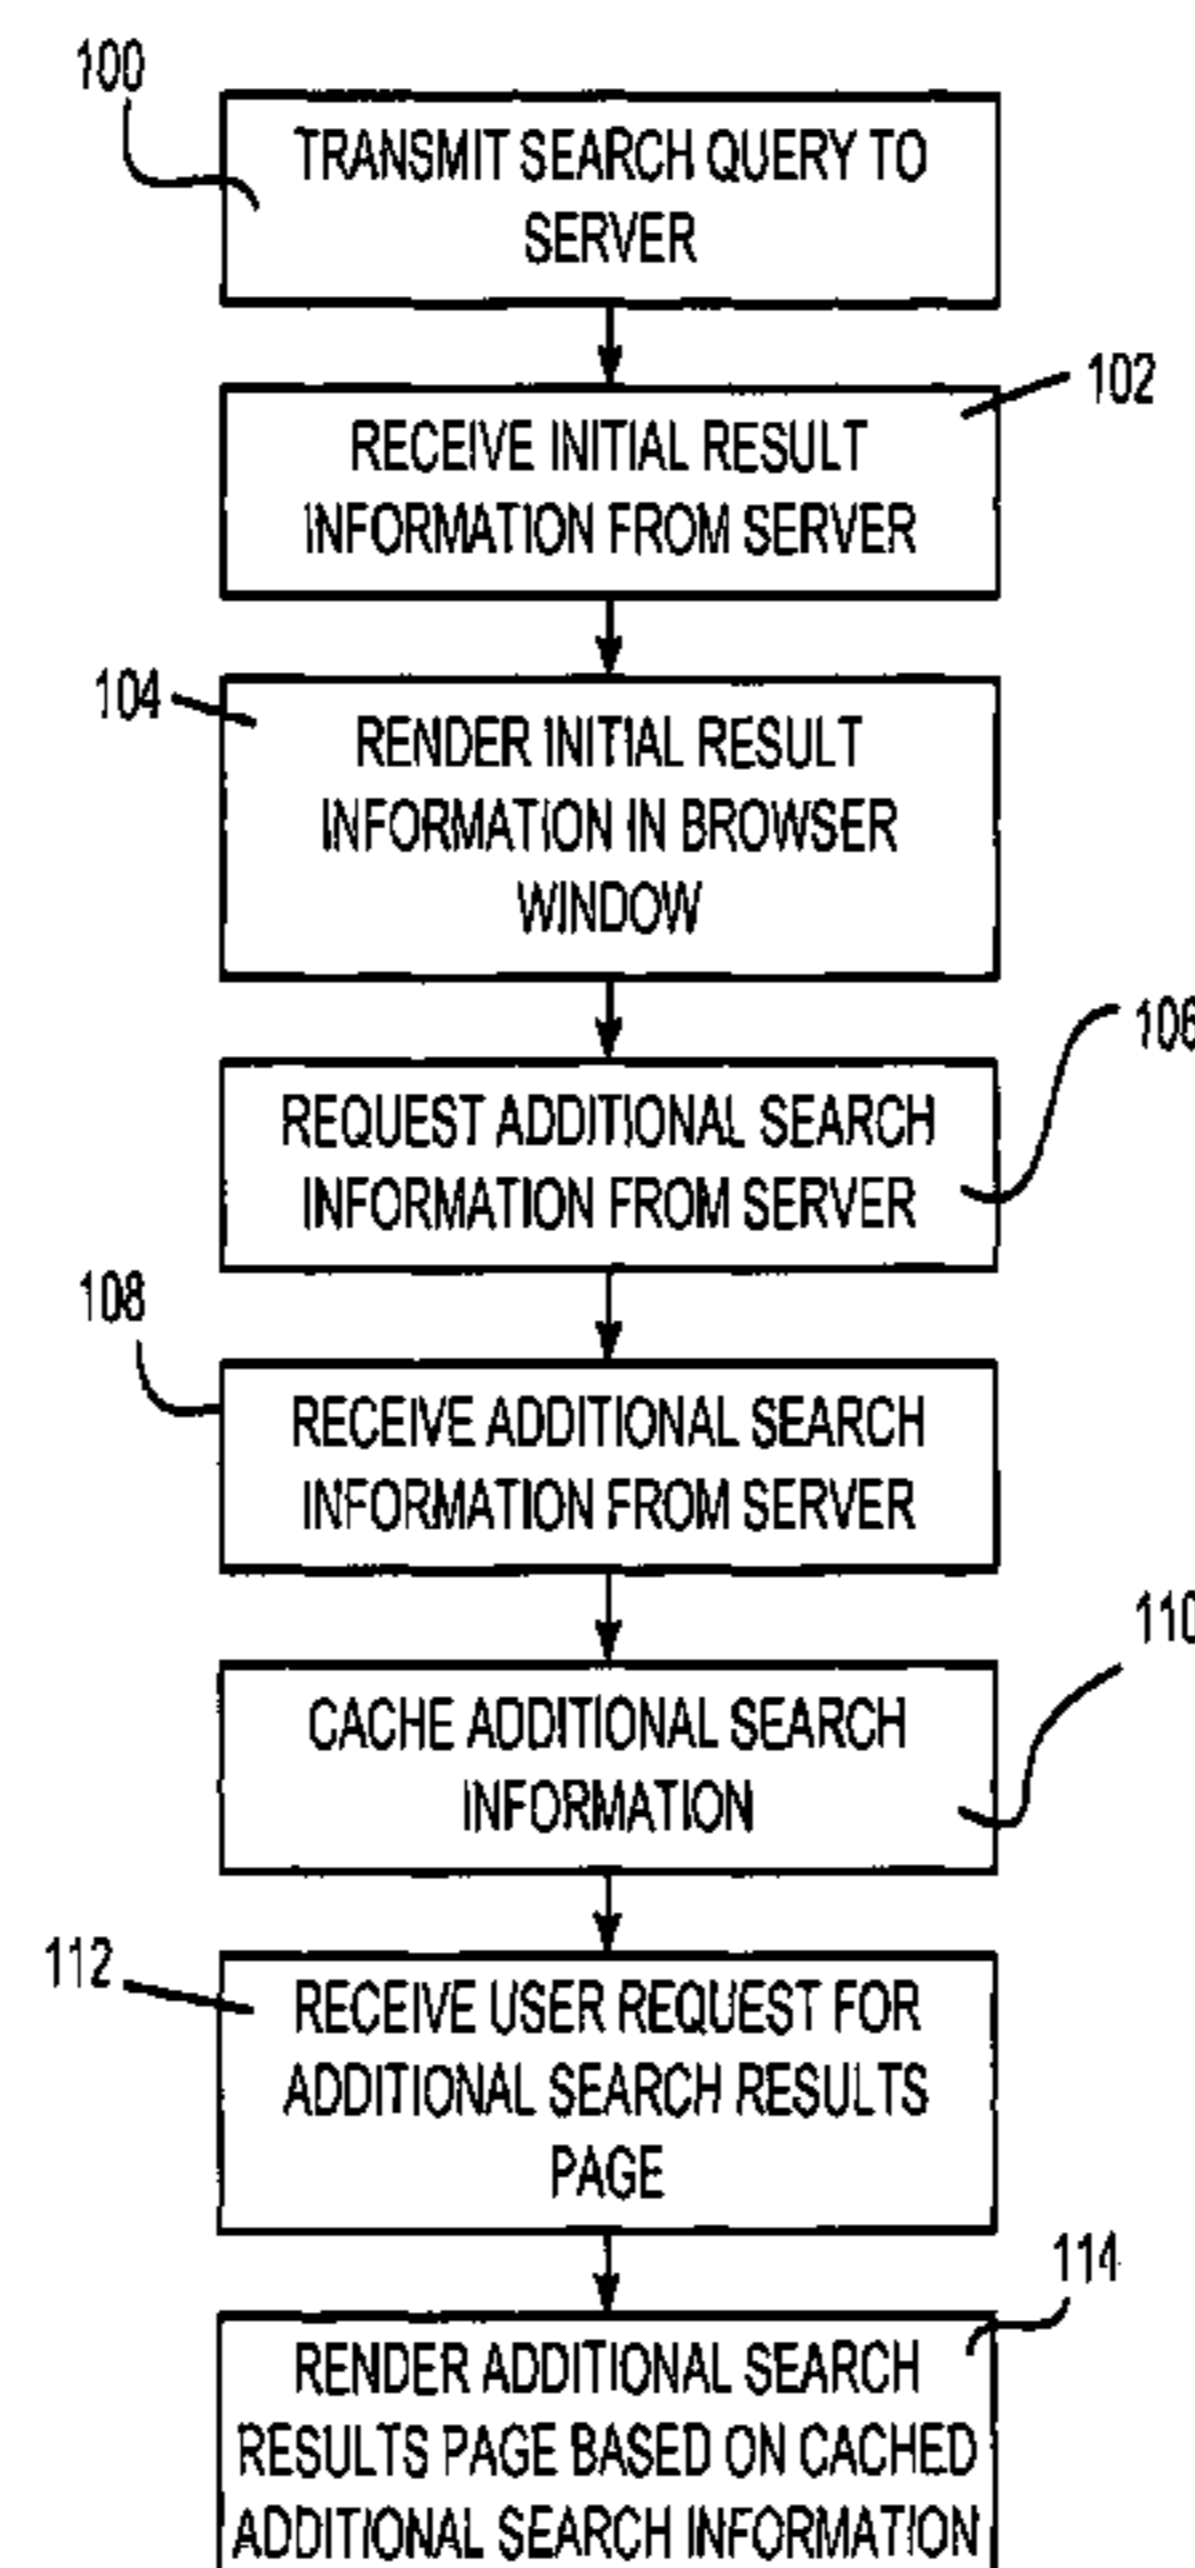 100
TRANSMIT SEARCH QUERY TO
SERVER
102
RECEIVE INITIAL RESULT
INFORMATION FROM SERVER
104
RENDER INITIAL RESULT
INFORMATION IN BROWSER
WINDOW
106
REQUEST ADDITIONAL SEARCH
INFORMATION FROM SERVER
108
RECEIVE ADDITIONAL SEARCH
INFORMATION FROM SERVER
110
CACHE ADDITIONAL SEARCH
INFORMATION
112
RECEIVE USER REQUEST FOR
ADDITIONAL SEARCH RESULTS
PAGE
114
RENDER ADDITIONAL SEARCH
RESULTS PAGE BASED ON CACHED
ADDITIONAL SEARCH INFORMATION